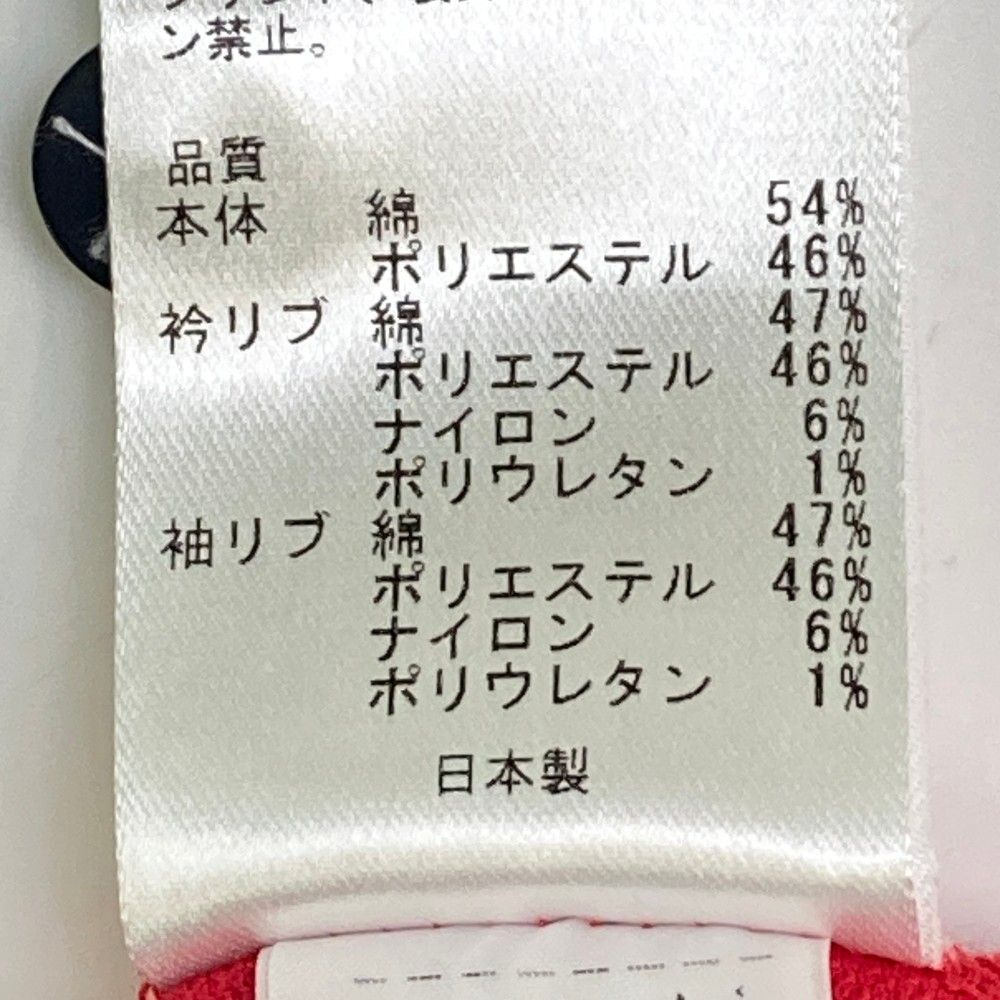 ン禁止。
品質
本体 綿 54%
ポリエステル 46%
衿リブ 綿 47%
ポリエステル 46%
ナイロン 6%
ポリウレタン 1%
袖リブ 綿 47%
ポリエステル 46%
ナイロン 6%
ポリウレタン 1%
日本製